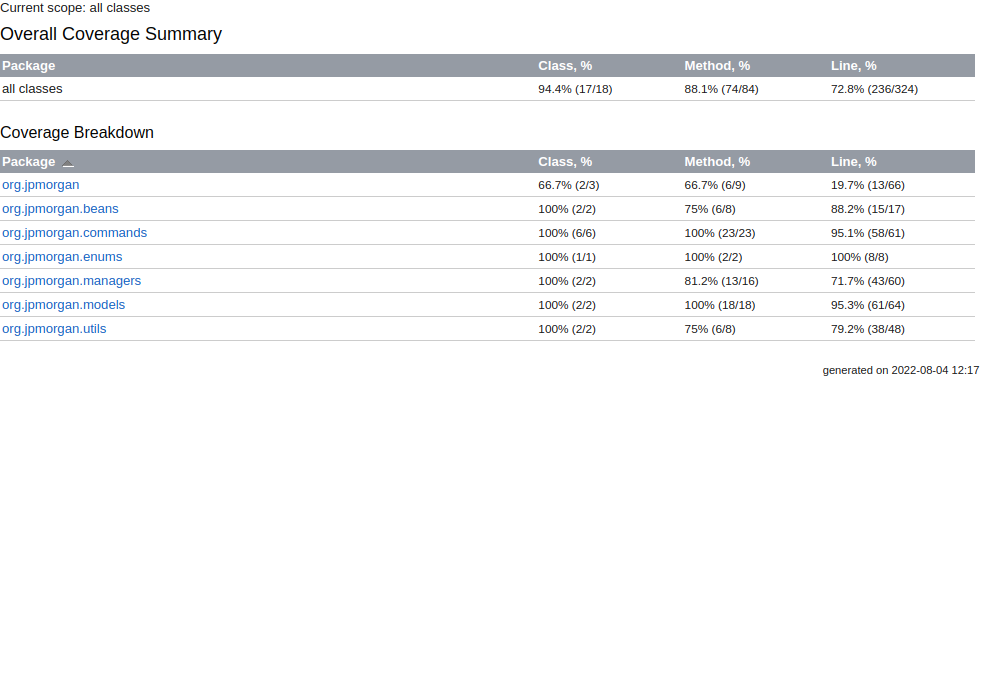 Current scope: all classes
Overall Coverage Summary
Package Class, % Method, % Line, %
all classes 94.4% (17/18) 88.1% (74/84) 72.8% (236/324)
Coverage Breakdown
Package Class, % Method, % Line, %
org.jpmorgan 66.7% (2/3) 66.7% (6/9) 19.7% (13/66)
org.jpmorgan.beans 100% (2/2) 75% (6/8) 88.2% (15/17)
org.jpmorgan.commands 100% (6/6) 100% (23/23) 95.1% (58/61)
org.jpmorgan.enums 100% (1/1) 100% (2/2) 100% (8/8)
org.jpmorgan.managers 100% (2/2) 81.2% (13/16) 71.7% (43/60)
org.jpmorgan.models 100% (2/2) 100% (18/18) 95.3% (61/64)
org.jpmorgan.utils 100% (2/2) 75% (6/8) 79.2% (38/48)
generated on 2022-08-04 12:17